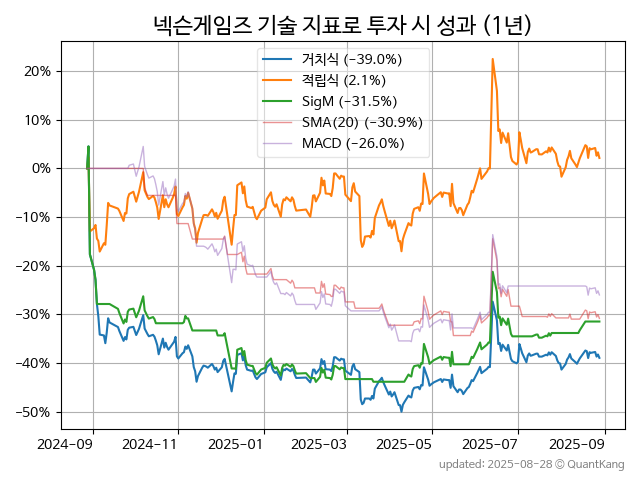 넥슨게임즈 기술 지표로 투자 시 성과 (1년)
거치식 (−39.0%)
적립식 (2.1%)
SigM (−31.5%)
SMA(20) (−30.9%)
MACD (−26.0%)
20%
10%
0%
−10%
−20%
−30%
−40%
−50%
2024-09 2024-11 2025-01 2025-03 2025-05 2025-07 2025-09
updated: 2025-08-28 © QuantKang